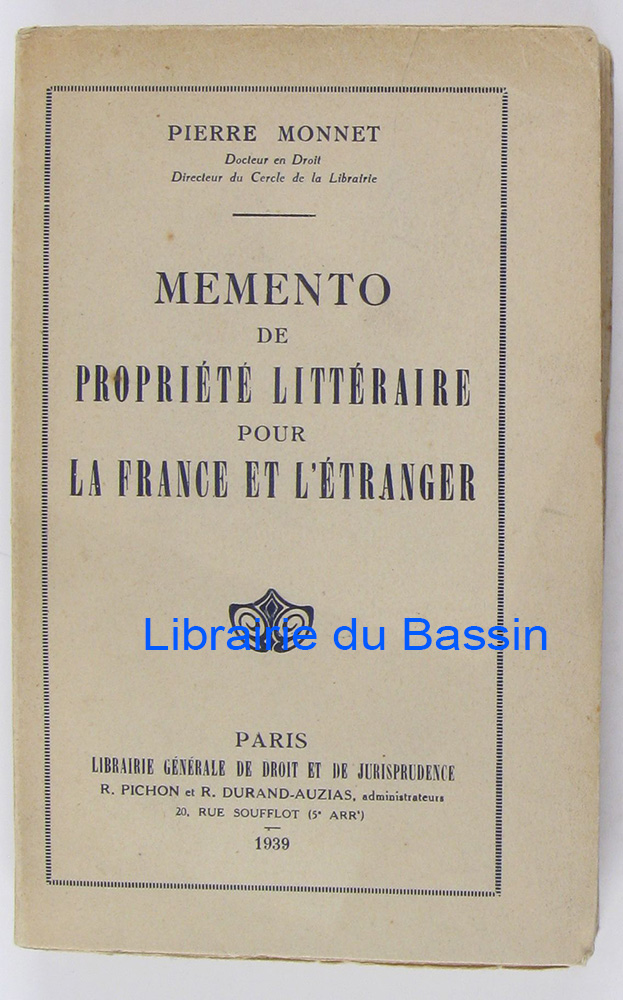 PIERRE MONNET
Docteur en Droit
Directeur du Cercle de la Librairie
MEMENTO
DE
PROPRIÉTÉ LITTÉRAIRE
POUR
LA FRANCE ET L'ÉTRANGER
Librairie du Bassin
PARIS
LIBRAIRIE GÉNÉRALE DE DROIT ET DE JURISPRUDENCE
R. PICHON et R. DURAND-AUZIAS, administrateurs
20, RUE SOUFFLOT (5e ARRt)
1939